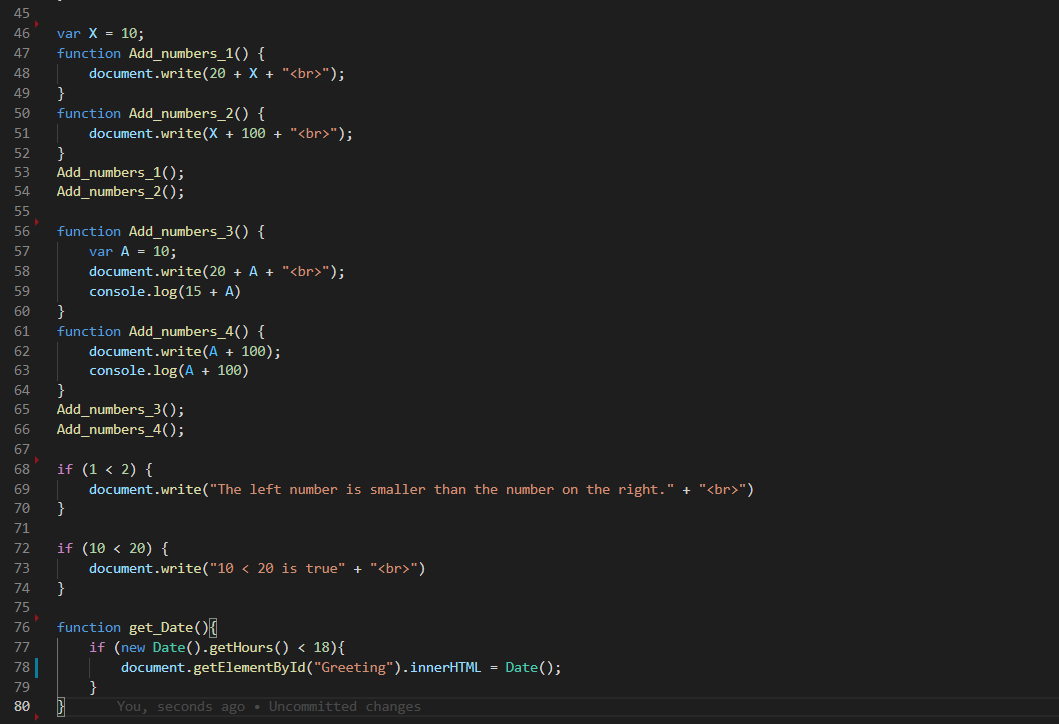 45
46 var X = 10;
47 function Add_numbers_1() {
48     document.write(20 + X + "<br>");
49 }
50 function Add_numbers_2() {
51     document.write(X + 100 + "<br>");
52 }
53 Add_numbers_1();
54 Add_numbers_2();
55
56 function Add_numbers_3() {
57     var A = 10;
58     document.write(20 + A + "<br>");
59     console.log(15 + A)
60 }
61 function Add_numbers_4() {
62     document.write(A + 100);
63     console.log(A + 100)
64 }
65 Add_numbers_3();
66 Add_numbers_4();
67
68 if (1 < 2) {
69     document.write("The left number is smaller than the number on the right." + "<br>")
70 }
71
72 if (10 < 20) {
73     document.write("10 < 20 is true" + "<br>")
74 }
75
76 function get_Date(){
77     if (new Date().getHours() < 18){
78         document.getElementById("Greeting").innerHTML = Date();
79     }
80 } You, seconds ago • Uncommitted changes